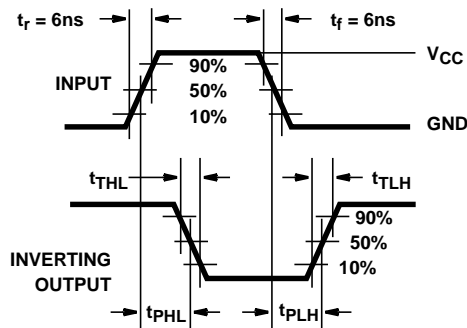 tr = 6ns
tf = 6ns
VCC
90%
INPUT
50%
10%
GND
tTHL
tTLH
90%
50%
INVERTING
OUTPUT
10%
tPHL
tPLH